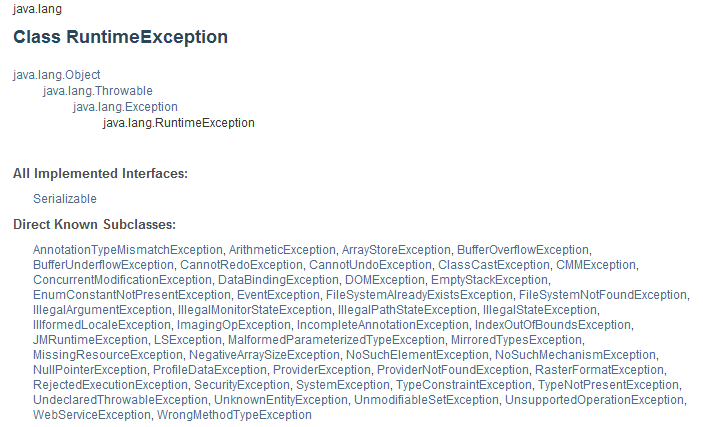 java.lang
Class RuntimeException
java.lang.Object
java.lang.Throwable
java.lang.Exception
java.lang.RuntimeException
All Implemented Interfaces:
Serializable
Direct Known Subclasses:
AnnotationTypeMismatchException, ArithmeticException, ArrayStoreException, BufferOverflowException,
BufferUnderflowException, CannotRedoException, CannotUndoException, ClassCastException, CMMException,
ConcurrentModificationException, DataBindingException, DOMException, EmptyStackException,
EnumConstantNotPresentException, EventException, FileSystemAlreadyExistsException, FileSystemNotFoundException,
IllegalArgumentException, IllegalMonitorStateException, IllegalPathStateException, IllegalStateException,
IllformedLocaleException, ImagingOpException, IncompleteAnnotationException, IndexOutOfBoundsException,
JMRuntimeException, LSException, MalformedParameterizedTypeException, MirroredTypesException,
MissingResourceException, NegativeArraySizeException, NoSuchElementException, NoSuchMechanismException,
NullPointerException, ProfileDataException, ProviderException, ProviderNotFoundException, RasterFormatException,
RejectedExecutionException, SecurityException, SystemException, TypeConstraintException, TypeNotPresentException,
UndeclaredThrowableException, UnknownEntityException, UnmodifiableSetException, UnsupportedOperationException,
WebServiceException, WrongMethodTypeException